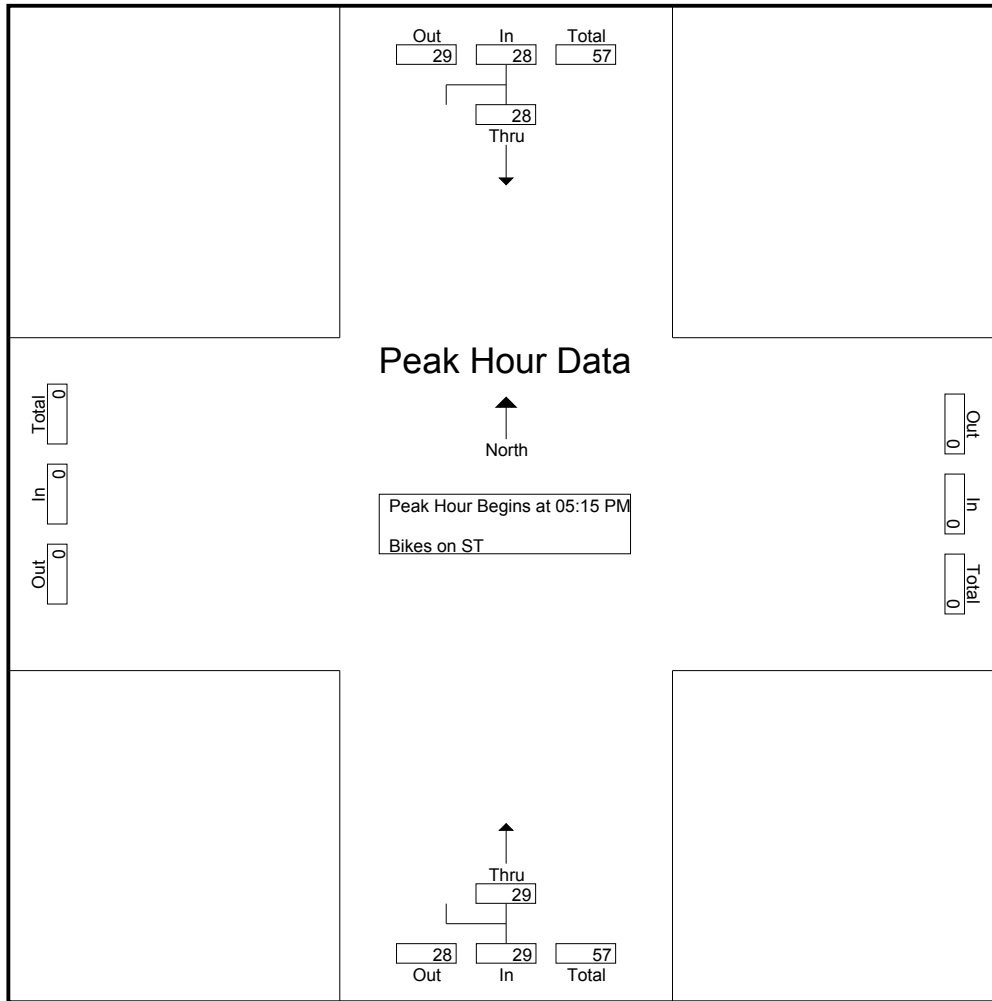 Out In Total
29 28 57
28
Thru
Peak Hour Data
North
Peak Hour Begins at 05:15 PM
Bikes on ST
Total
0
In
0
Out
0
Out
0
In
0
Total
0
Thru
29
28 29 57
Out In Total